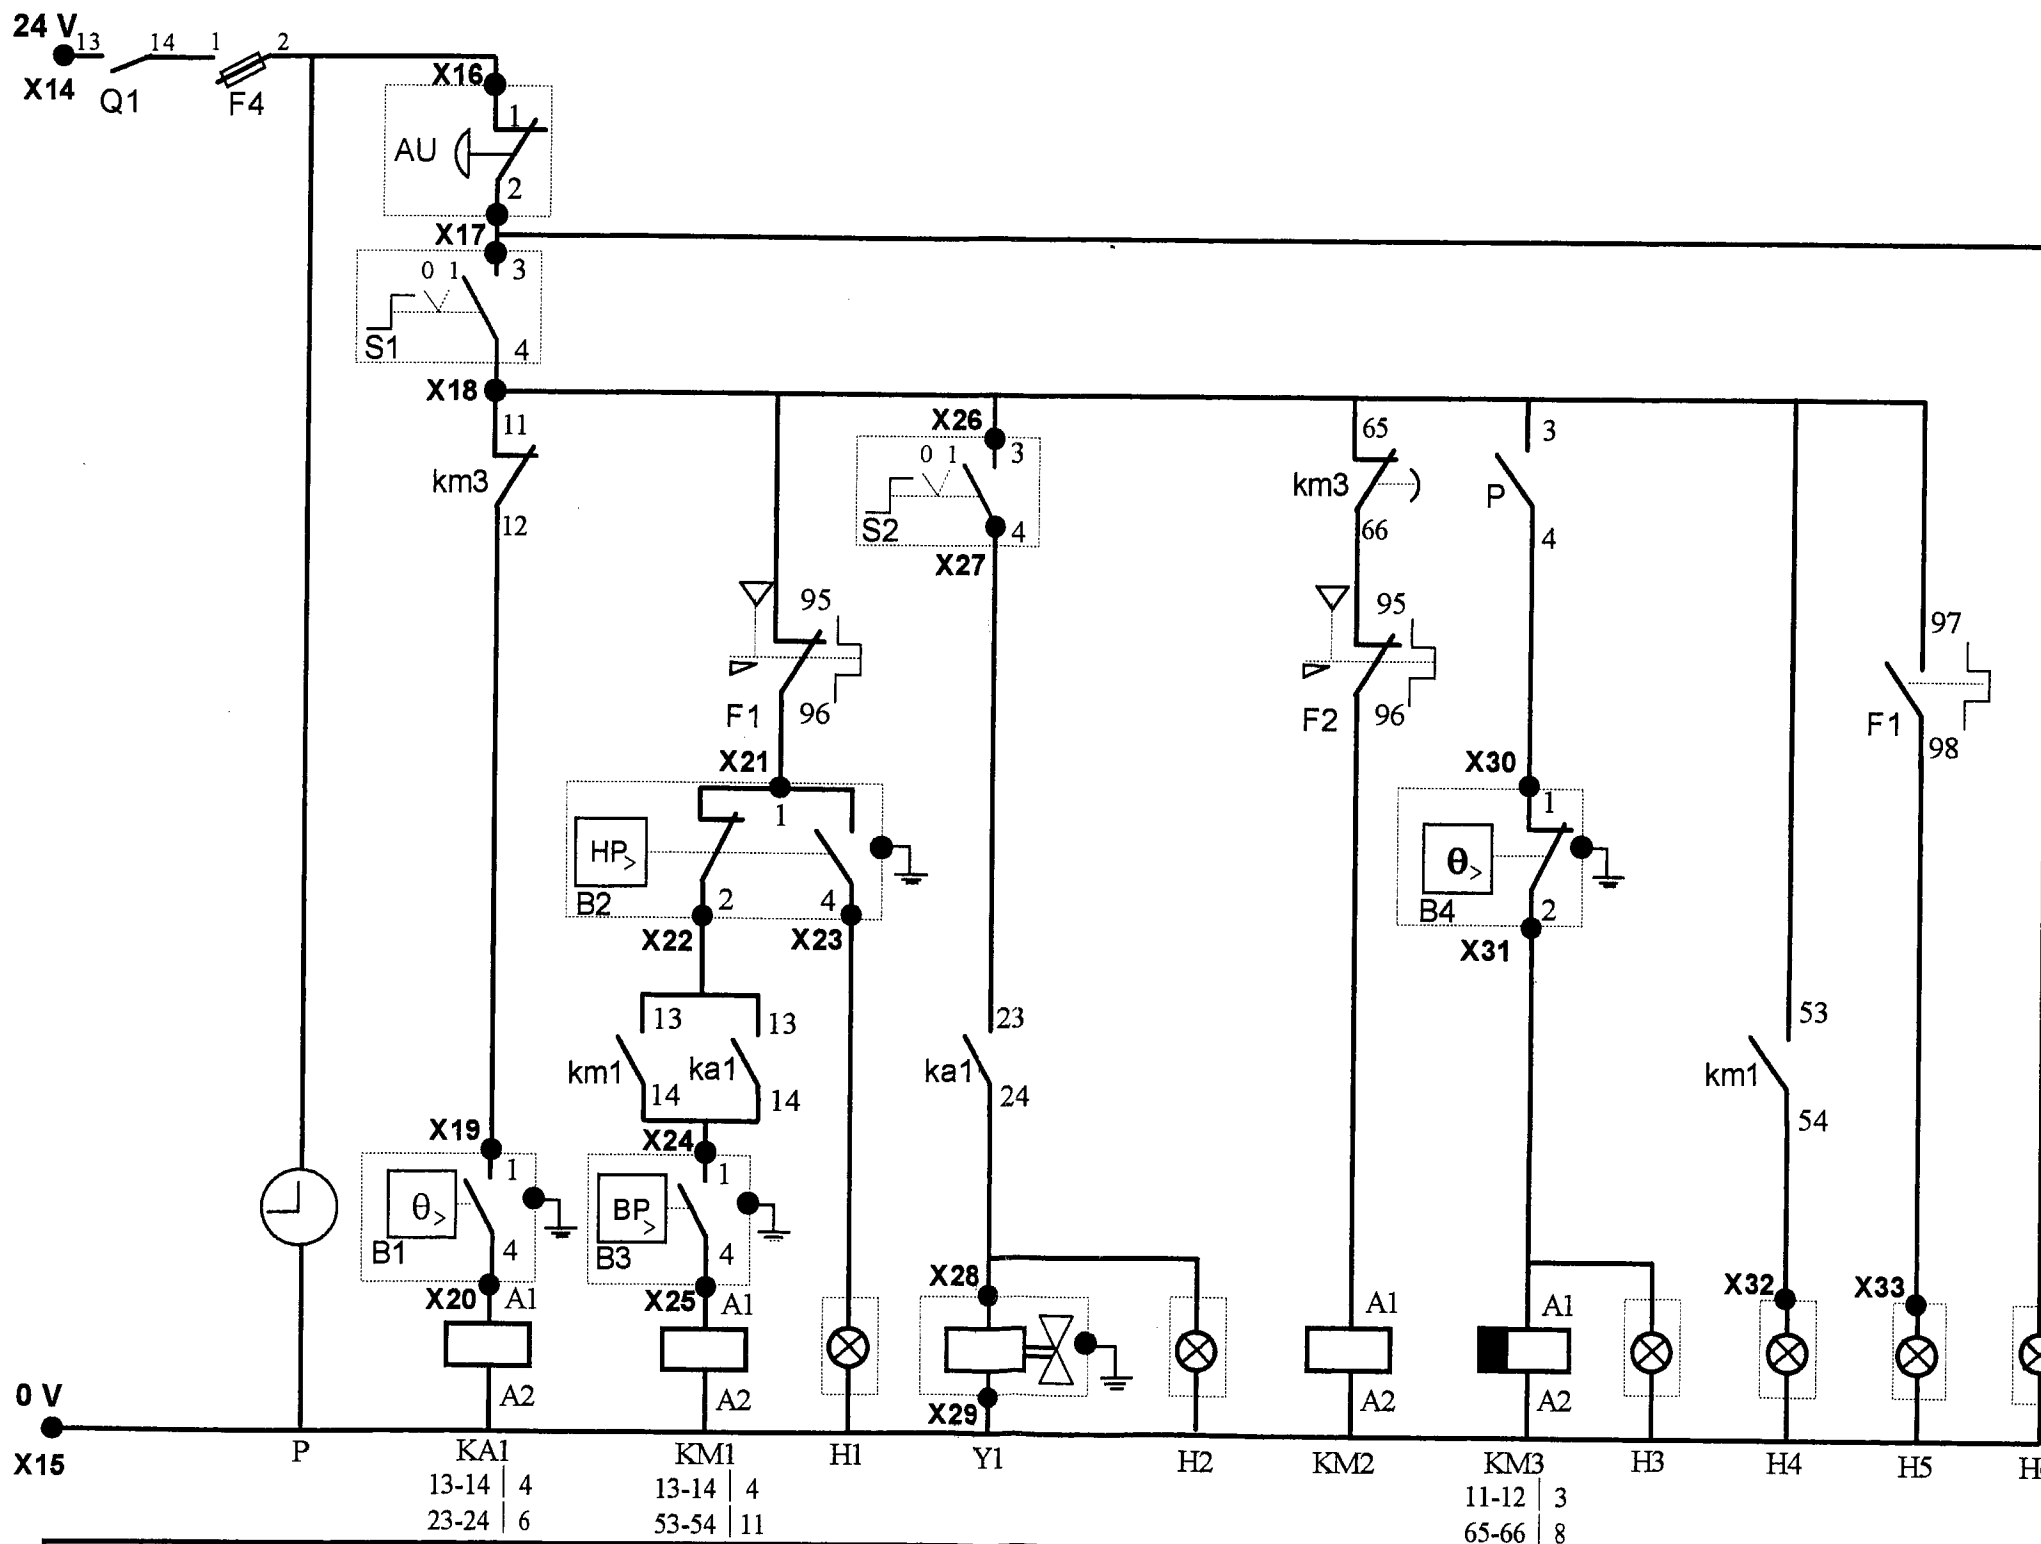 24 V
13 14 1 2
X14 Q1 F4
X16
1
AU
2
X17
0 1 3
S1 4
X18
11
km3
12
X26
0 1 3
S2 4
X27
65
km3
66
3
P
4
95
F1 96
95
F2 96
97
F1
98
X21
1
HP>
B2 2 4
X22 X23
X30
1
θ>
B4 2
X31
13 13
km1 ka1
14 14
23
ka1
24
53
km1
54
X19
1
θ>
B1 4
X20 A1
A2
X24
1
BP>
B3 4
X25 A1
A2
X28
X29
A1
A2
A1
A2
X32
X33
0 V
X15
P KA1 KM1 H1 Y1 H2 KM2 KM3 H3 H4 H5 H
13-14 4
23-24 6
13-14 4
53-54 11
11-12 3
65-66 8